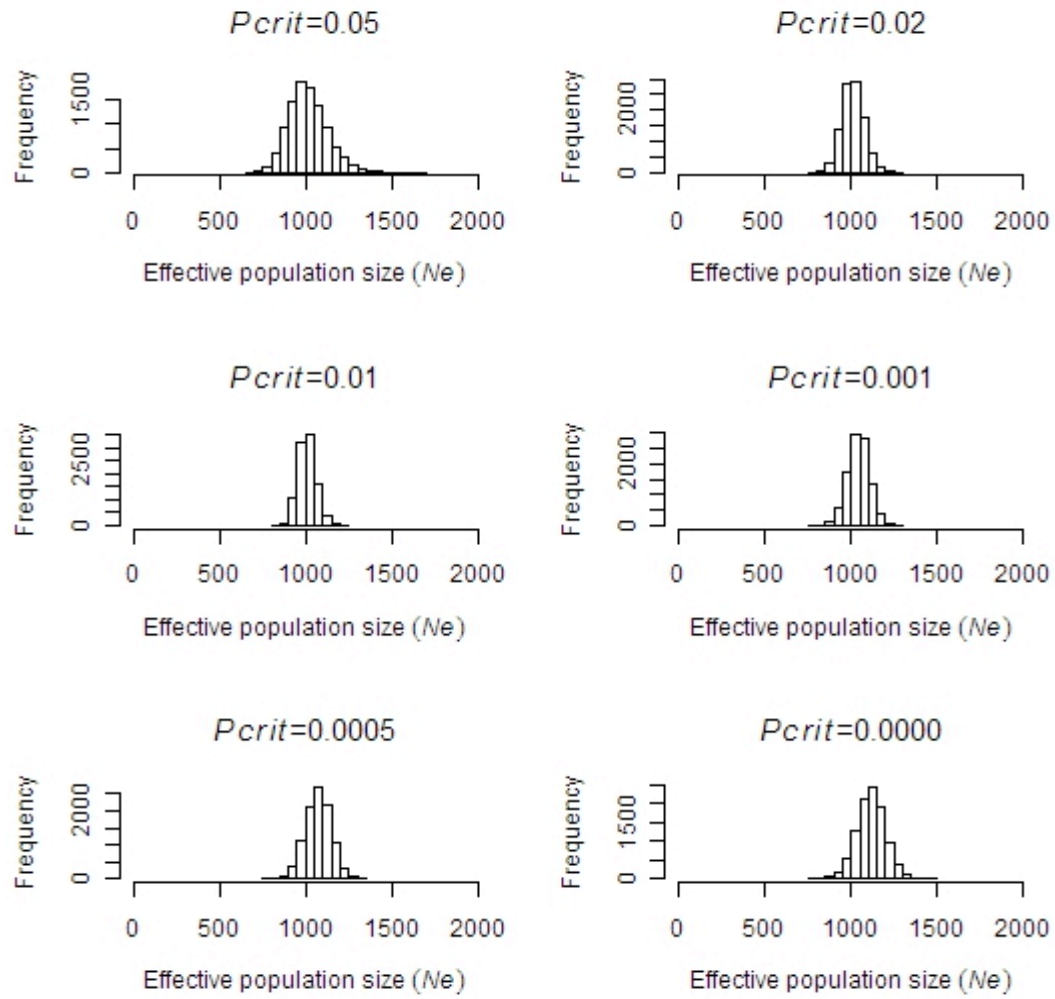 Pcrit=0.05
Frequency
0 1500
0 500 1000 1500 2000
Effective population size (Ne)
Pcrit=0.02
Frequency
0 2000
0 500 1000 1500 2000
Effective population size (Ne)
Pcrit=0.01
Frequency
0 2500
0 500 1000 1500 2000
Effective population size (Ne)
Pcrit=0.001
Frequency
0 2000
0 500 1000 1500 2000
Effective population size (Ne)
Pcrit=0.0005
Frequency
0 2000
0 500 1000 1500 2000
Effective population size (Ne)
Pcrit=0.0000
Frequency
0 1500
0 500 1000 1500 2000
Effective population size (Ne)